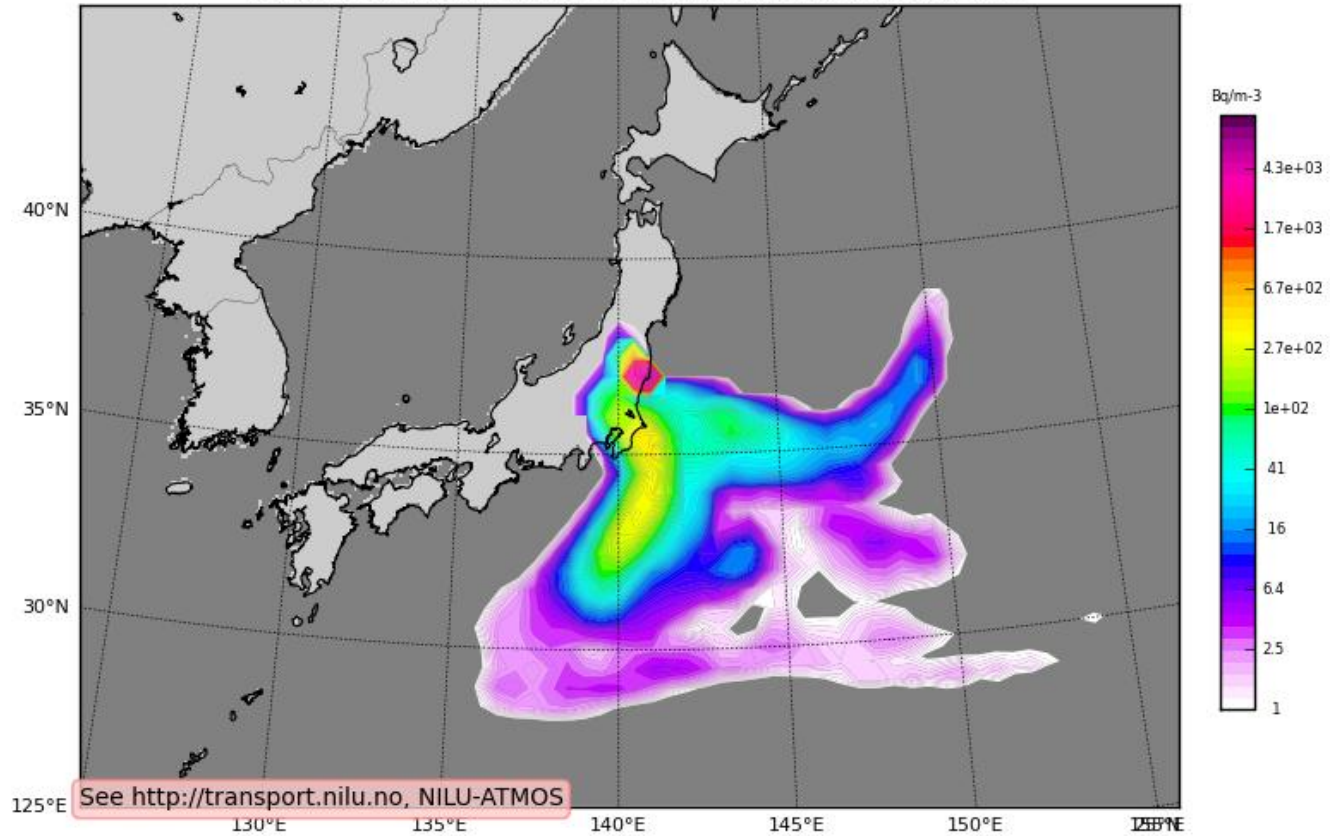 Bq/m-3
4.3e+03
1.7e+03
6.7e+02
2.7e+02
1e+02
41
16
6.4
2.5
1
40°N
35°N
30°N
125°E
See http://transport.nilu.no, NILU-ATMOS
130°E 135°E 140°E 145°E 150°E